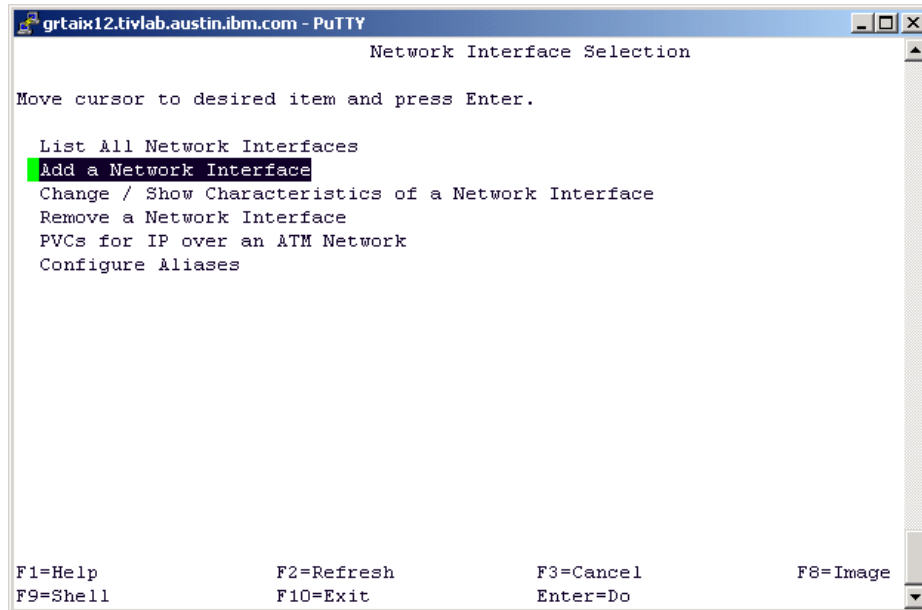 grtaix12.tivlab.austin.ibm.com - PuTTY
Network Interface Selection
Move cursor to desired item and press Enter.
List All Network Interfaces
Add a Network Interface
Change / Show Characteristics of a Network Interface
Remove a Network Interface
PVCs for IP over an ATM Network
Configure Aliases
F1=Help F2=Refresh F3=Cancel F8=Image
F9=Shell F10=Exit Enter=Do